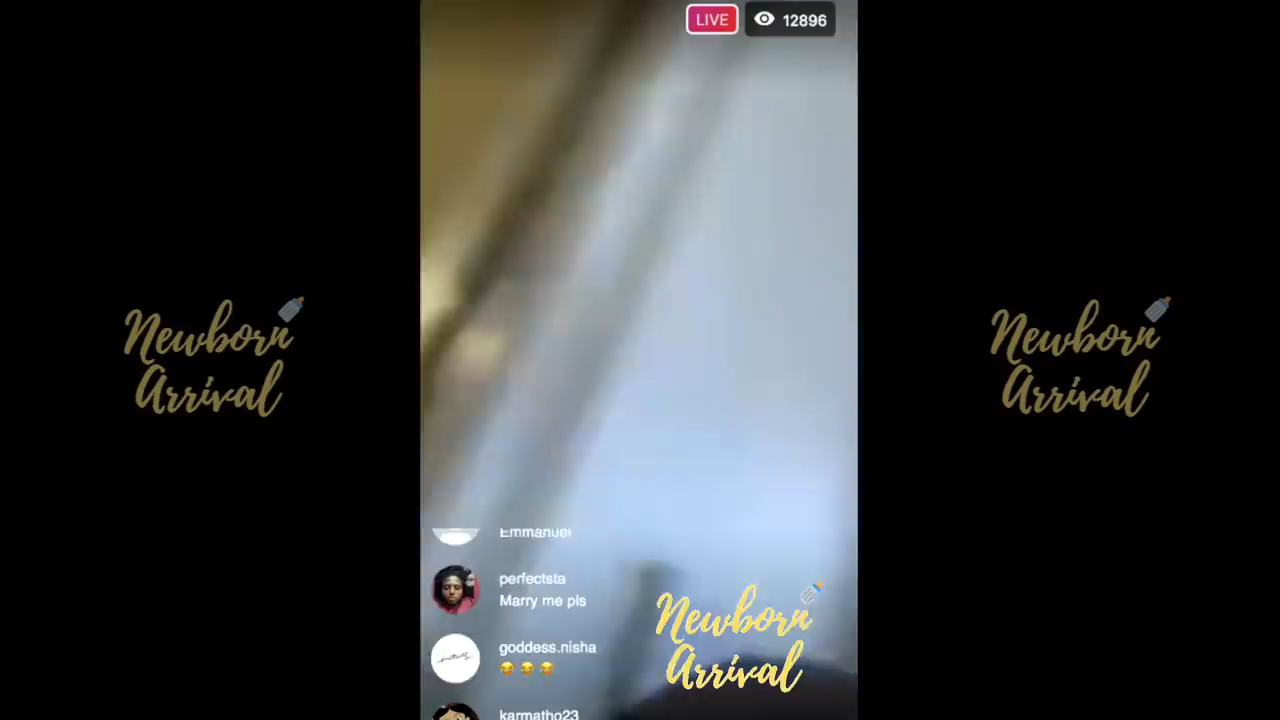 LIVE 12896
Newborn
Arrival
Newborn
Arrival
Emmanuel
perfectsta
Marry me pls
goddess.nisha
😂 😂 😂
karmatho23
Newborn
Arrival